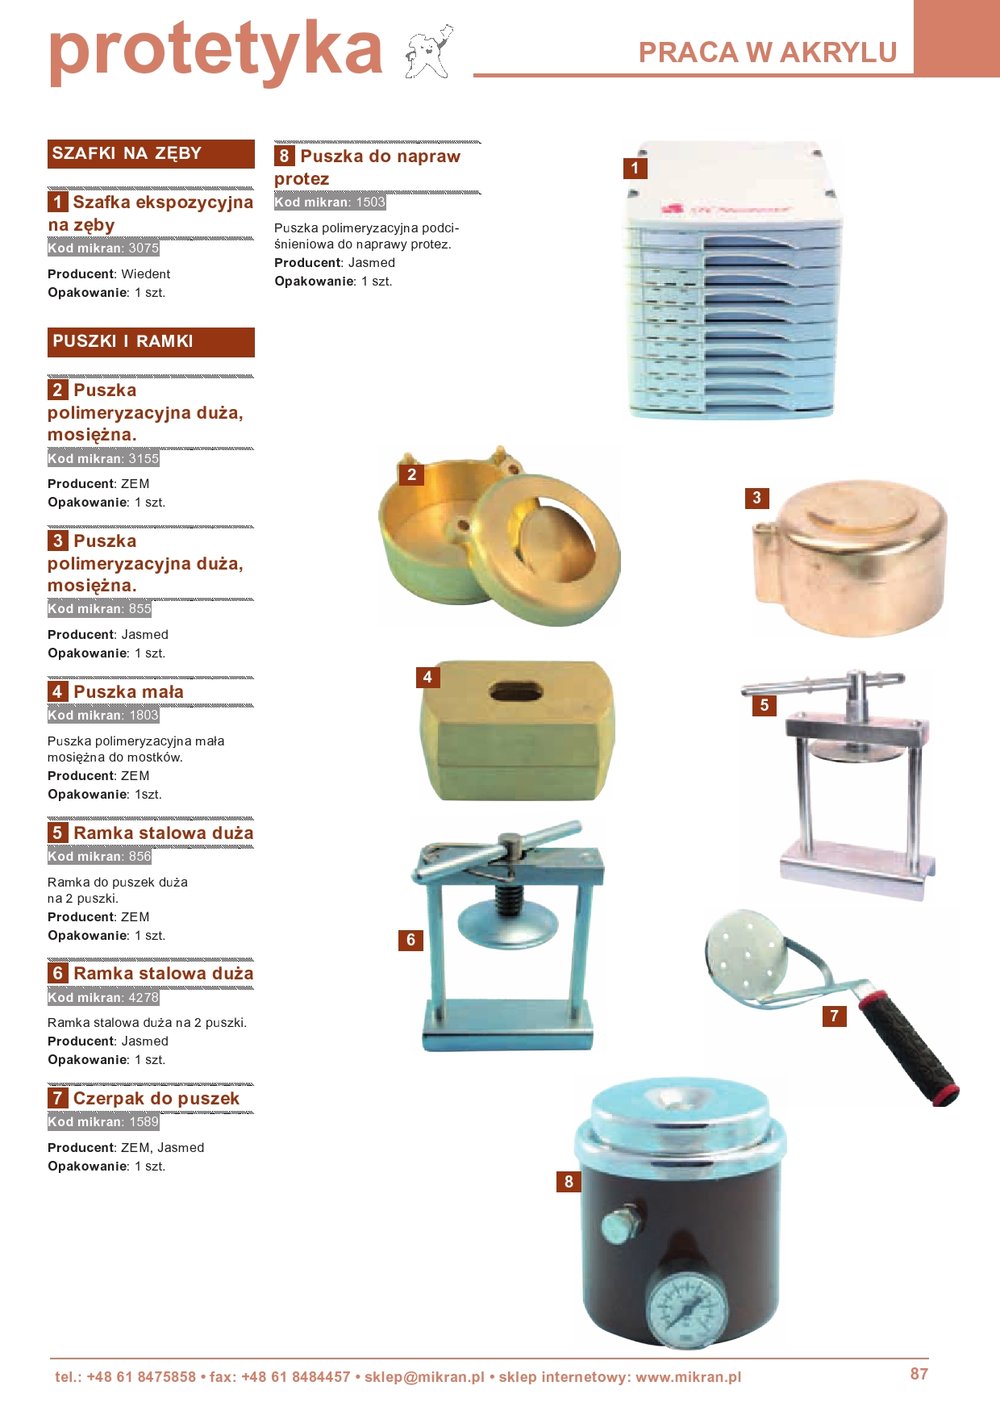 protetyka
PRACA W AKRYLU
SZAFKI NA ZĘBY
1 Szafka ekspozycyjna
na zęby
Kod mikran: 3075
Producent: Wiedent
Opakowanie: 1 szt.
PUSZKI I RAMKI
2 Puszka
polimeryzacyjna duża,
mosiężna.
Kod mikran: 3155
Producent: ZEM
Opakowanie: 1 szt.
3 Puszka
polimeryzacyjna duża,
mosiężna.
Kod mikran: 855
Producent: Jasmed
Opakowanie: 1 szt.
4 Puszka mała
Kod mikran: 1803
Puszka polimeryzacyjna mała
mosiężna do mostków.
Producent: ZEM
Opakowanie: 1szt.
5 Ramka stalowa duża
Kod mikran: 856
Ramka do puszek duża
na 2 puszki.
Producent: ZEM
Opakowanie: 1 szt.
6 Ramka stalowa duża
Kod mikran: 4278
Ramka stalowa duża na 2 puszki.
Producent: Jasmed
Opakowanie: 1 szt.
7 Czerpak do puszek
Kod mikran: 1589
Producent: ZEM, Jasmed
Opakowanie: 1 szt.
8 Puszka do napraw
protez
Kod mikran: 1503
Puszka polimeryzacyjna podci-
śnieniowa do naprawy protez.
Producent: Jasmed
Opakowanie: 1 szt.
1
2
3
4
5
6
7
8
tel.: +48 61 8475858 • fax: +48 61 8484457 • sklep@mikran.pl • sklep internetowy: www.mikran.pl
87